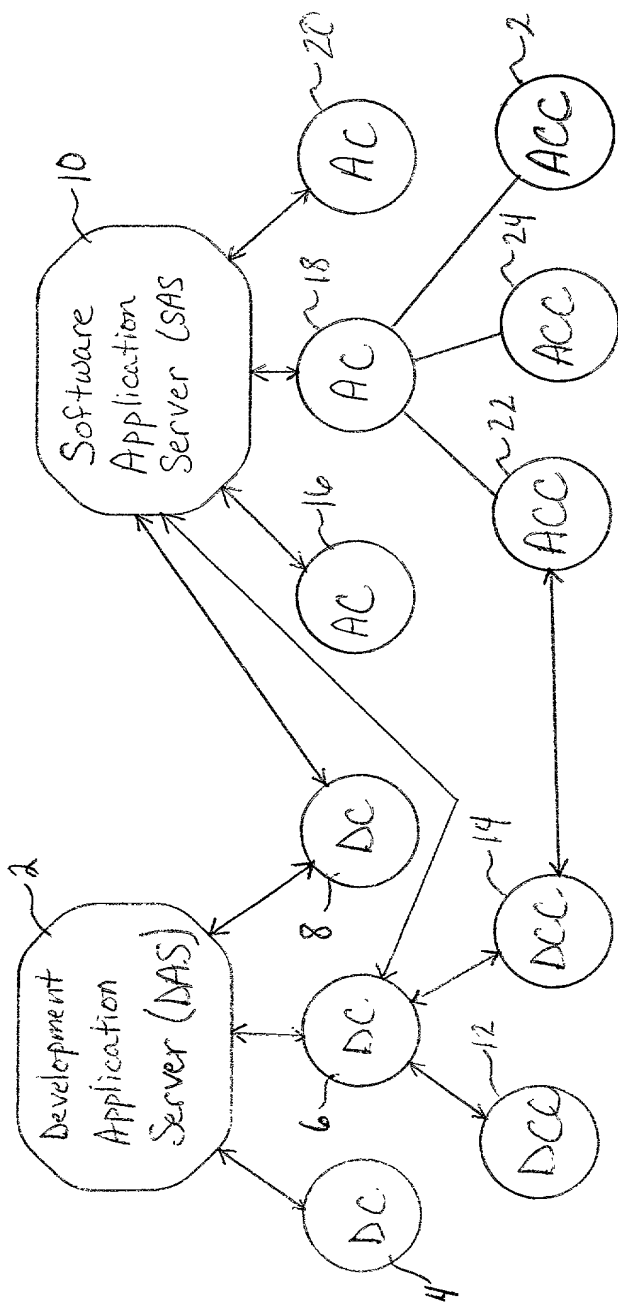 2
Development
Application
Server (DAS)
10
Software
Application
Server (SAS
DC
4
DC
6
DC
8
AC
16
AC
18
AC
20
DCC
12
DCC
14
ACC
22
ACC
24
ACC
2